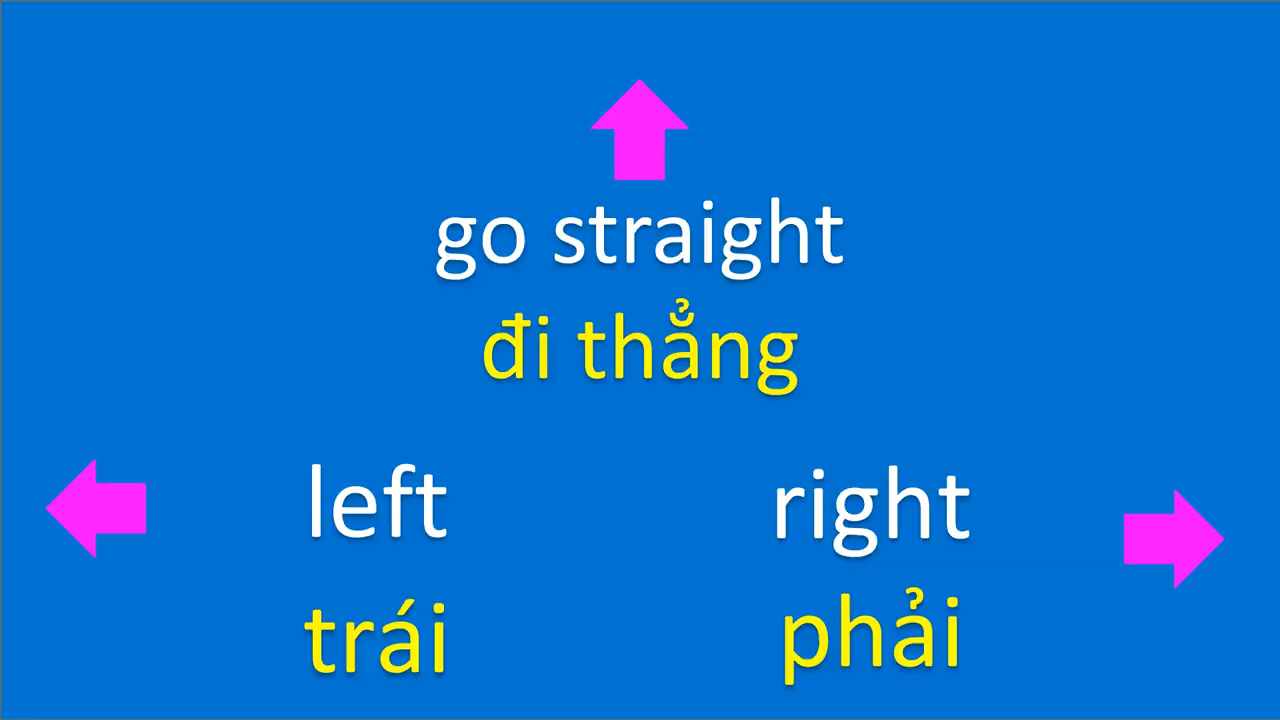 go straight
đi thẳng
left
right
trái
phải